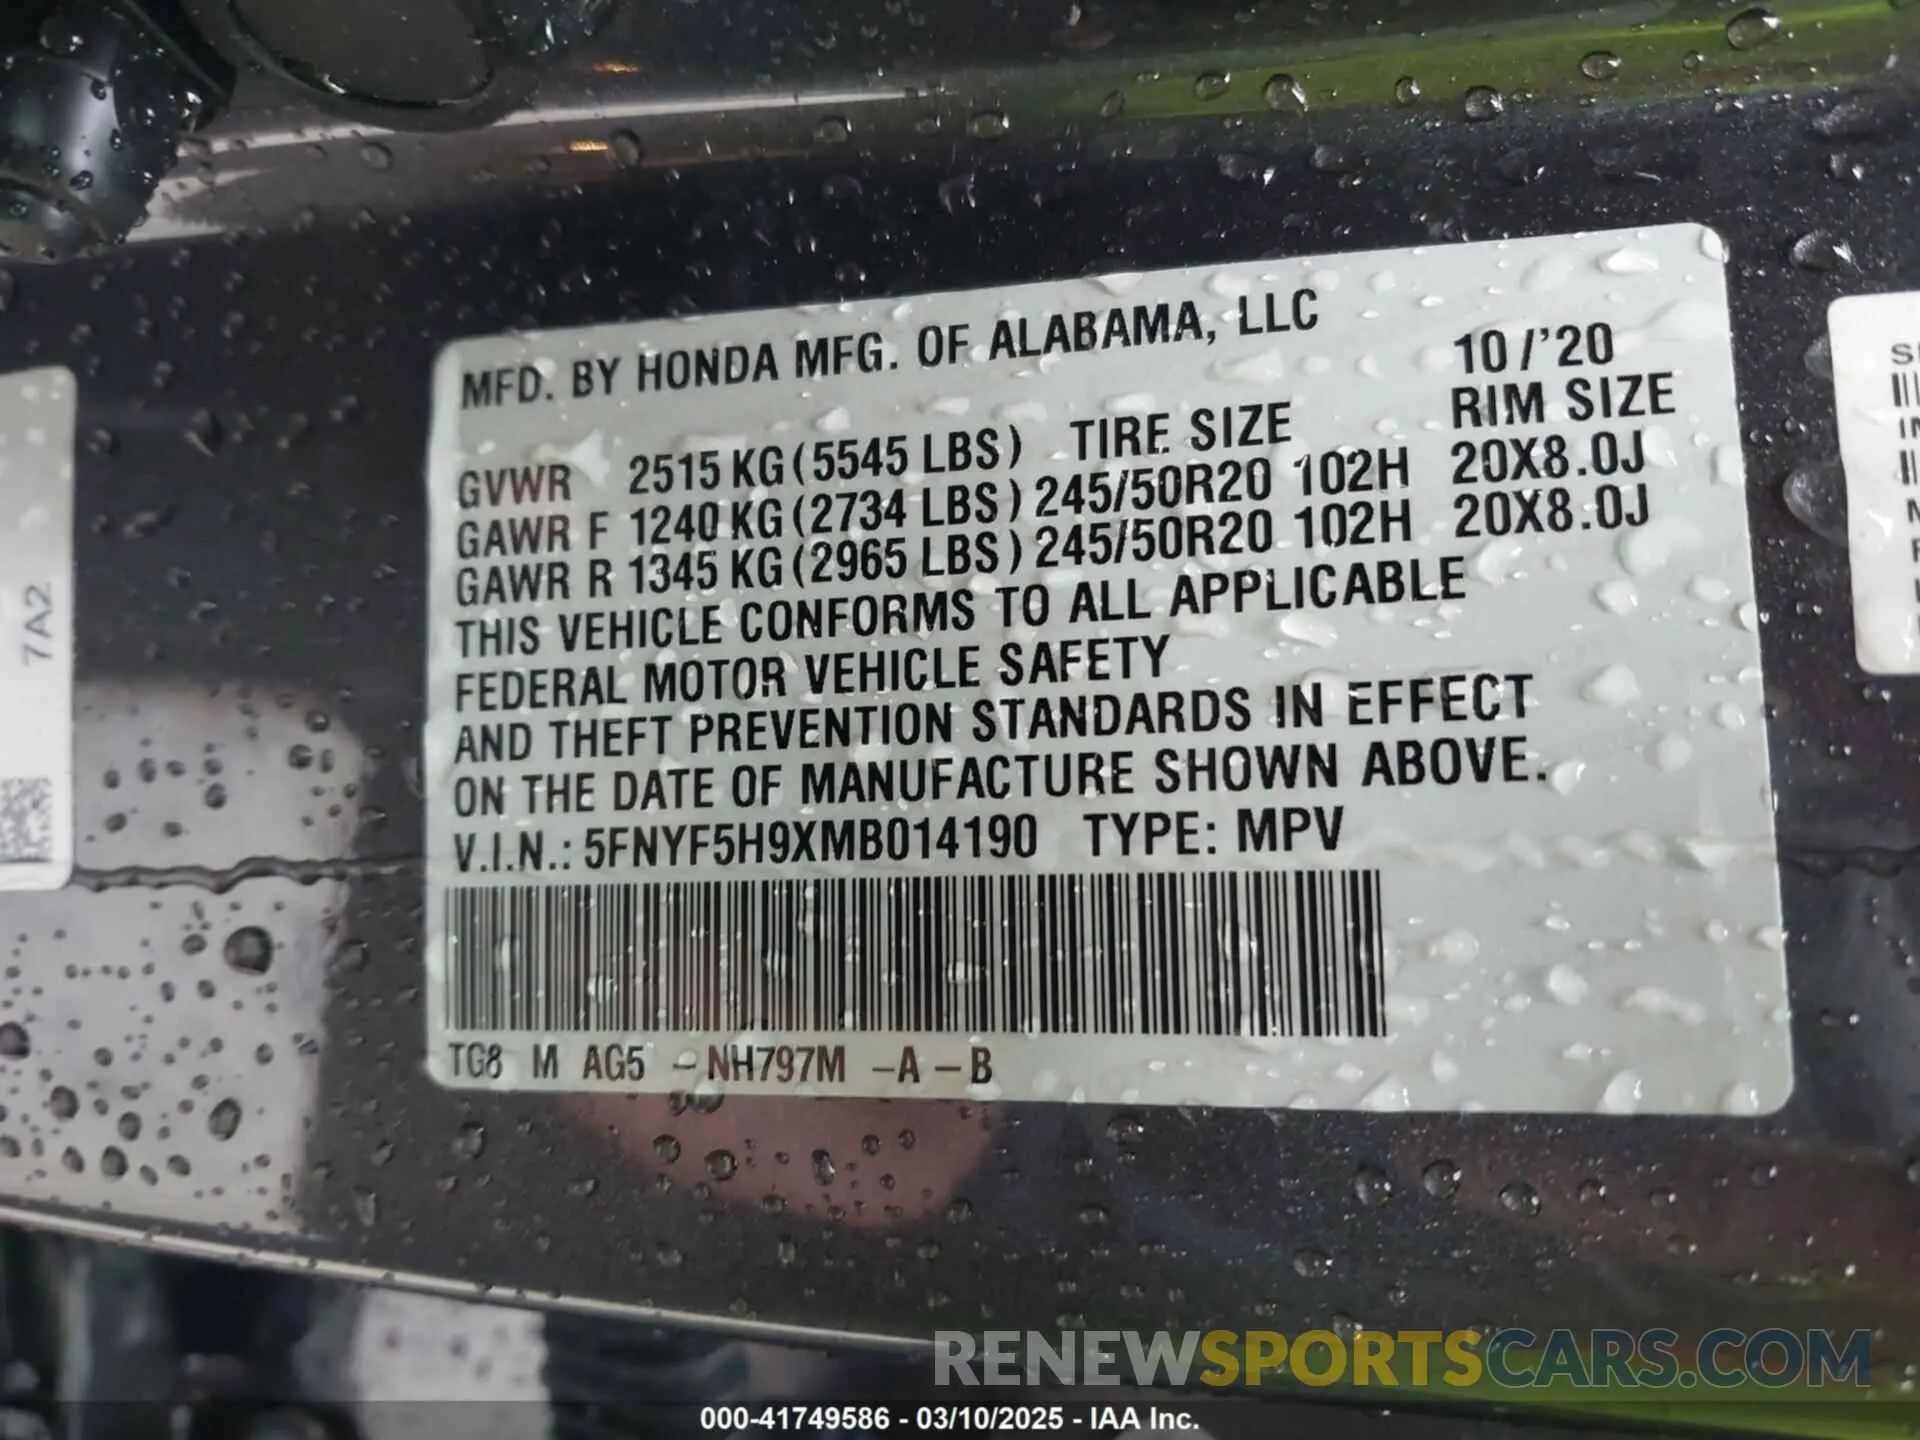 MFD. BY HONDA MFG. OF ALABAMA, LLC
10/'20
GVWR 2515 KG (5545 LBS) TIRE SIZE RIM SIZE
GAWR F 1240 KG (2734 LBS) 245/50R20 102H 20X8.0J
GAWR R 1345 KG (2965 LBS) 245/50R20 102H 20X8.0J
THIS VEHICLE CONFORMS TO ALL APPLICABLE
FEDERAL MOTOR VEHICLE SAFETY
AND THEFT PREVENTION STANDARDS IN EFFECT
ON THE DATE OF MANUFACTURE SHOWN ABOVE.
V.I.N.: 5FNYF5H9XMB014190 TYPE: MPV
TG8 M AG5 - NH797M -A - B
7A2
RENEWSPORTSCARS.COM
000-41749586 - 03/10/2025 - IAA Inc.